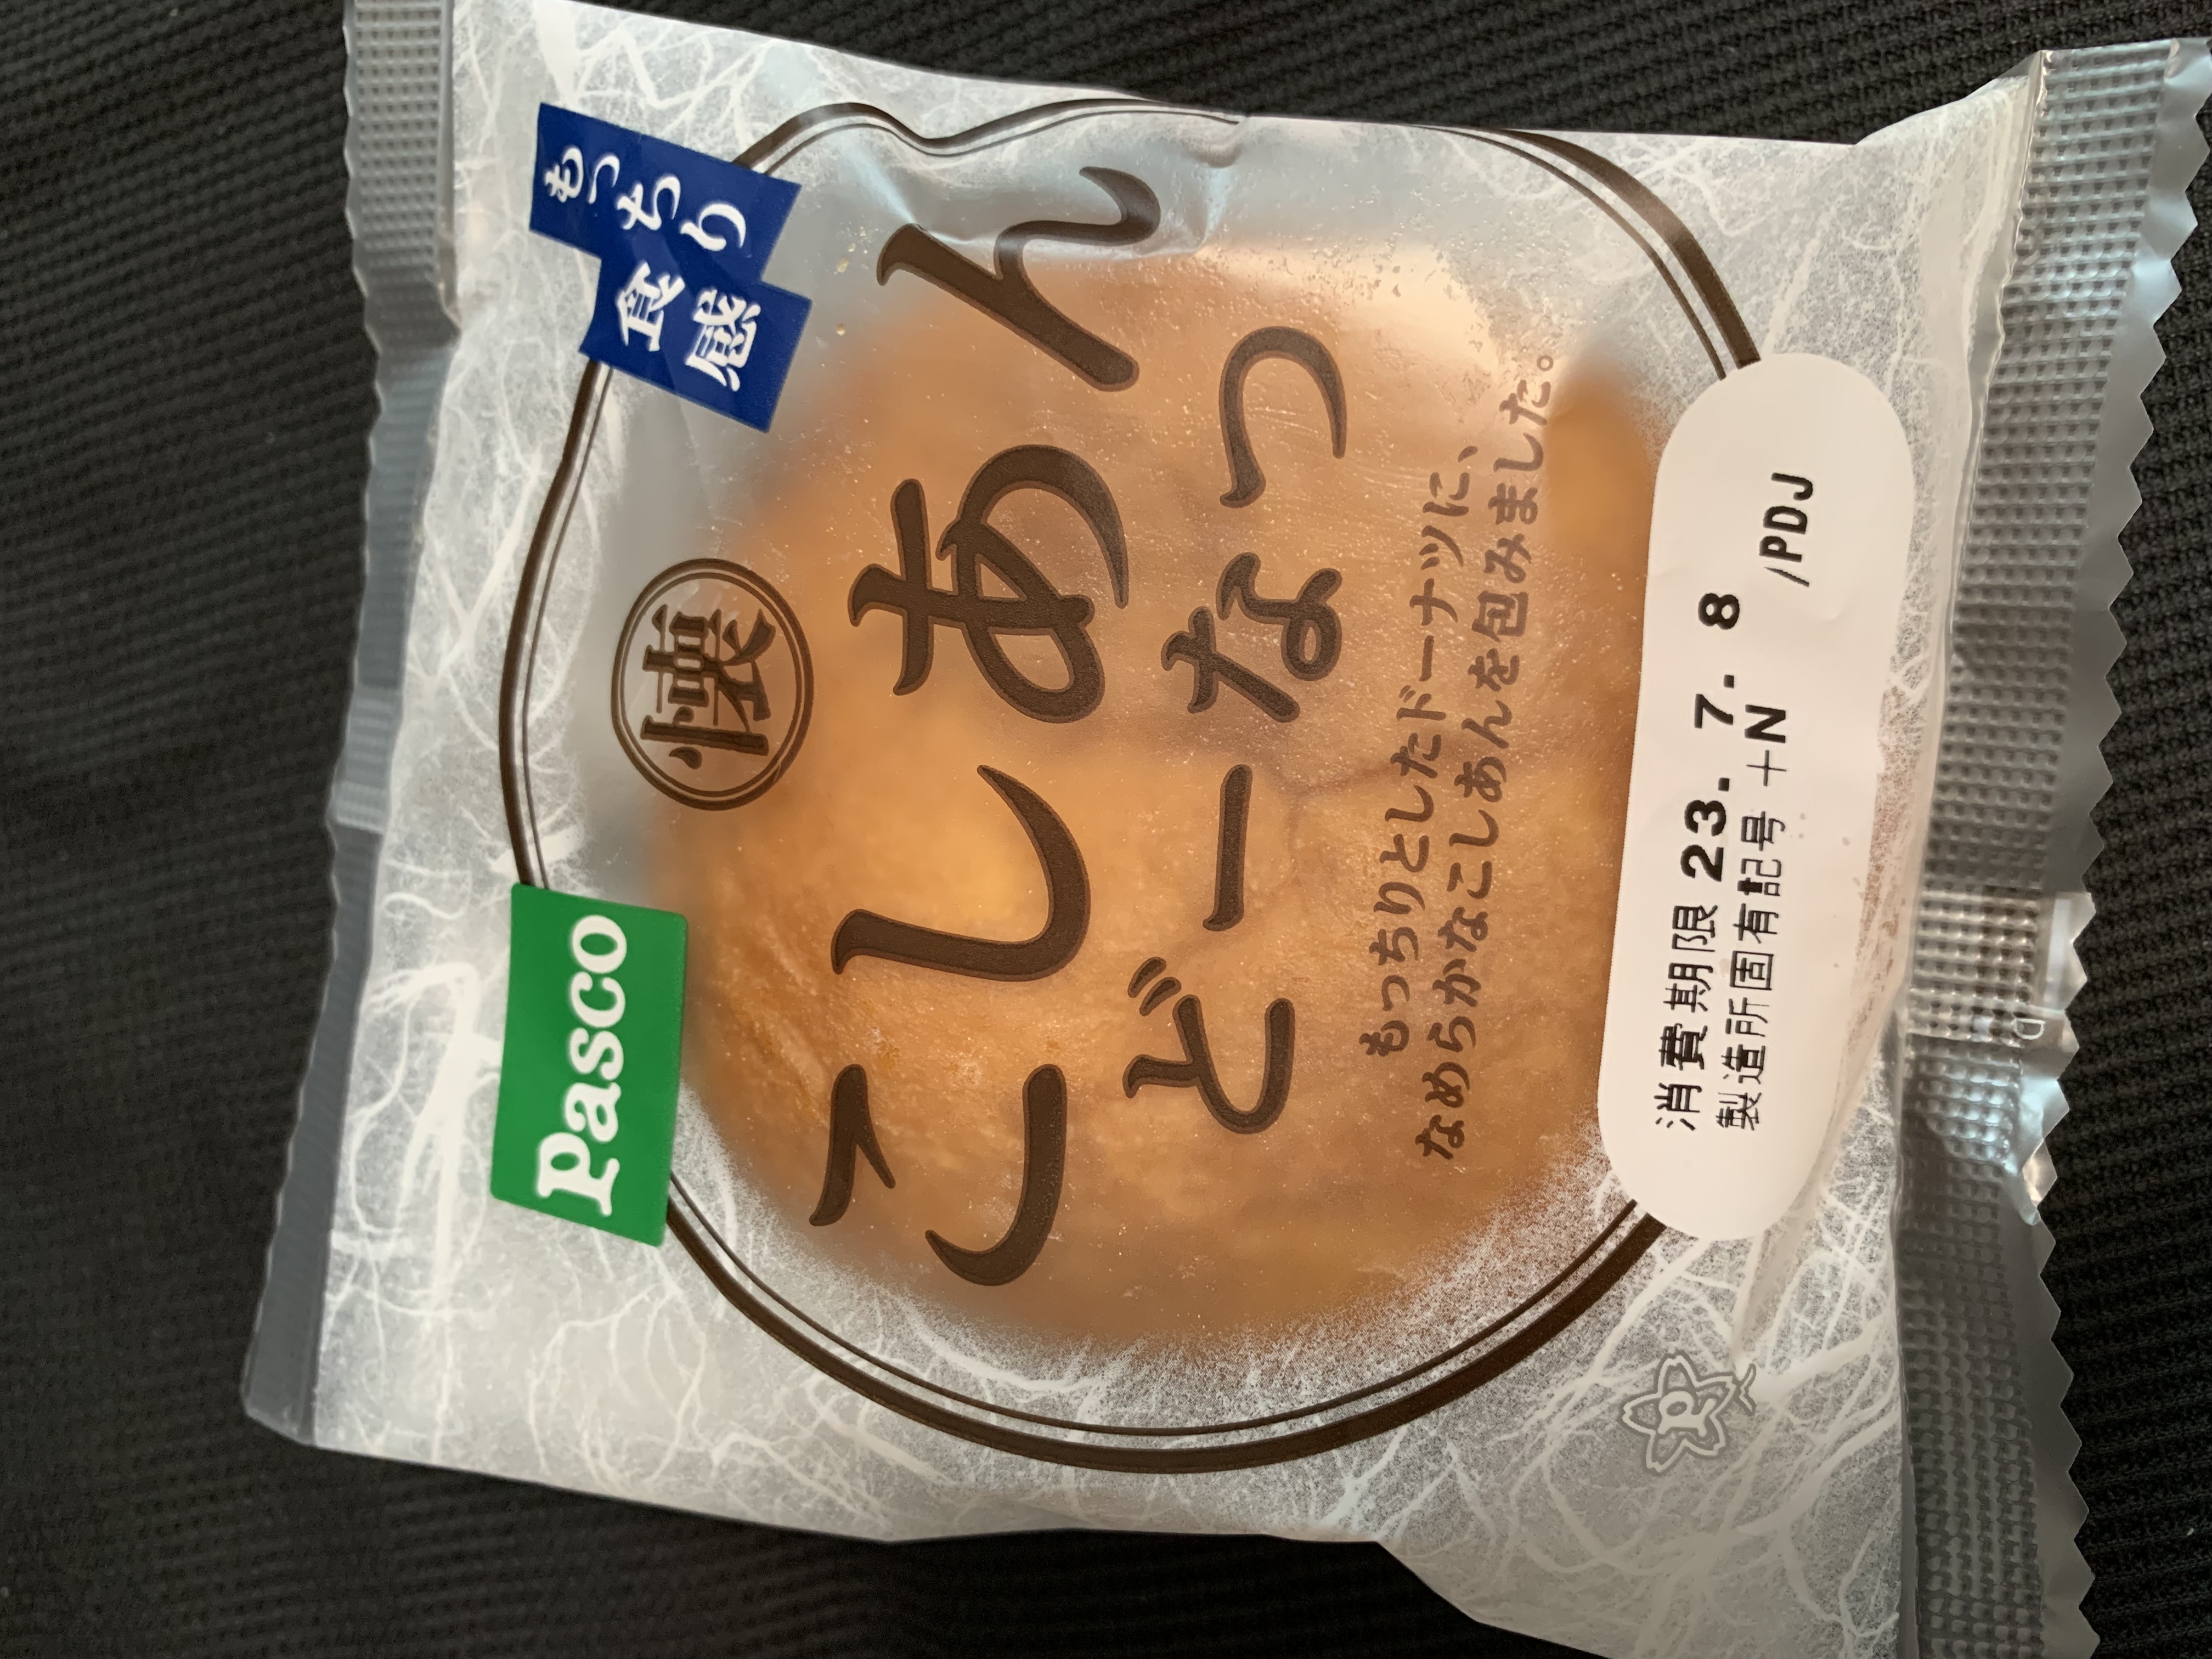 Pasco
もっちり
食感
懐
こしあん
どーなつ
もっちりとしたドーナツに、
なめらかなこしあんを包みました。
消費期限 23. 7. 8
製造所固有記号 +N /PDJ
P